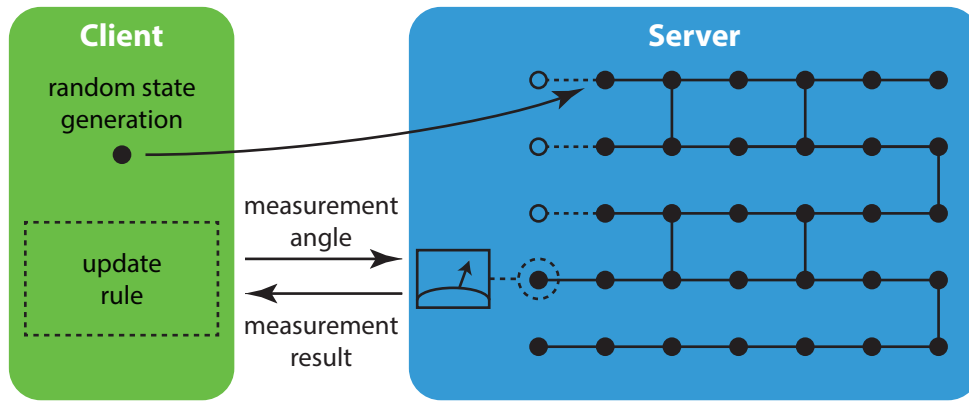 Client
random state
generation
update
rule
measurement
angle
measurement
result
Server